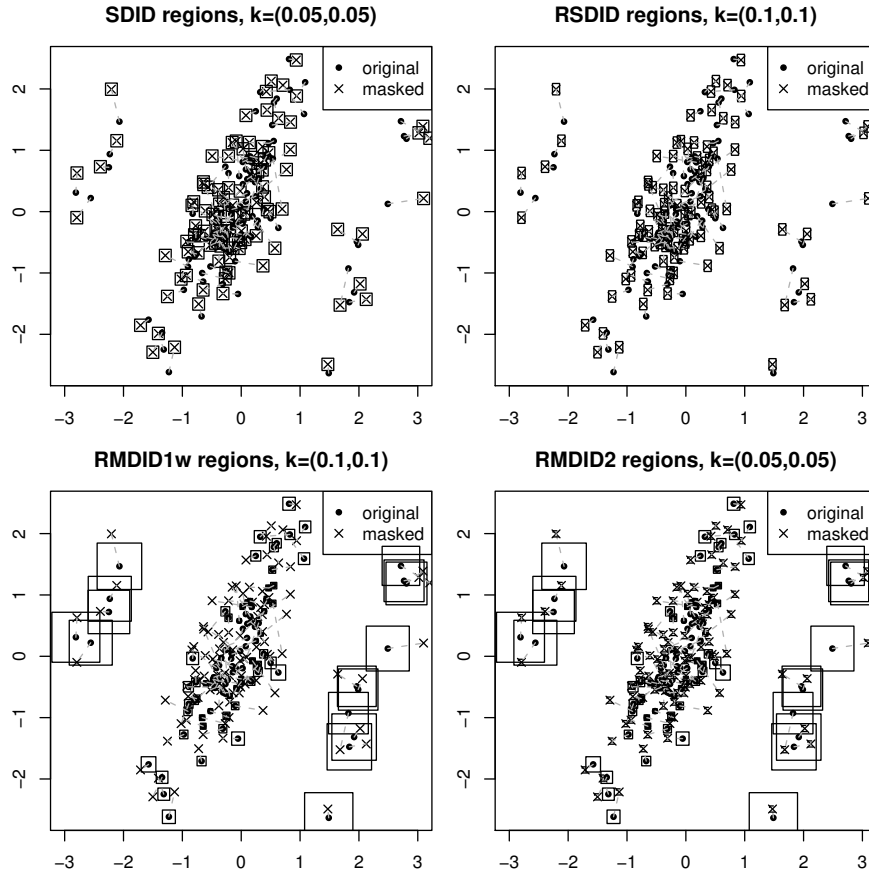 SDID regions, k=(0.05,0.05)
original
masked
2
1
0
−1
−2
−3 −2 −1 0 1 2 3
RSDID regions, k=(0.1,0.1)
original
masked
2
1
0
−1
−2
−3 −2 −1 0 1 2 3
RMDID1w regions, k=(0.1,0.1)
original
masked
2
1
0
−1
−2
−3 −2 −1 0 1 2 3
RMDID2 regions, k=(0.05,0.05)
original
masked
2
1
0
−1
−2
−3 −2 −1 0 1 2 3